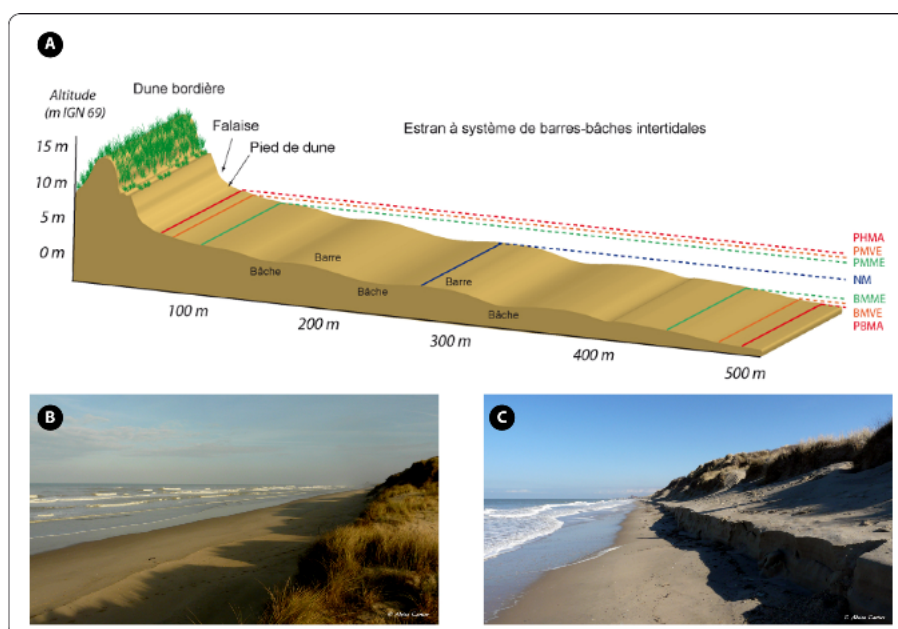 A
Altitude
(m IGN 69)
Dune bordière
Falaise
Pied de dune
Estran à système de barres-bâches intertidales
15 m
10 m
5 m
0 m
PHMA
PMVE
PMME
NM
BMME
BMVE
PBMA
Barre
Bâche
Barre
Bâche
Bâche
100 m
200 m
300 m
400 m
500 m
B
C